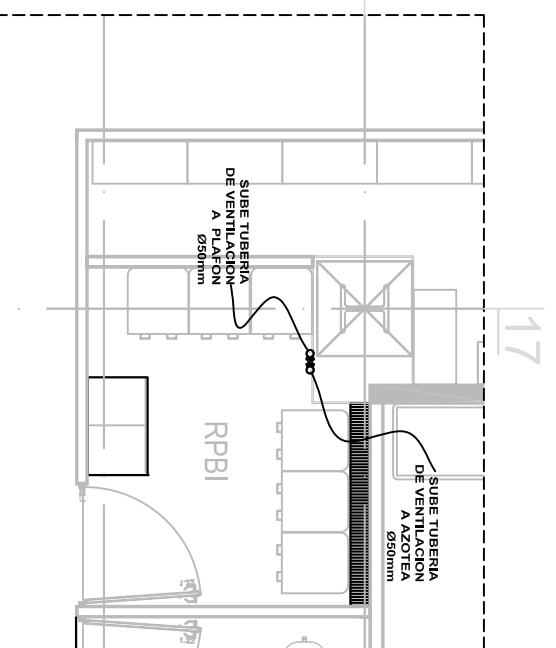 SUBE TUBERIA
DE VENTILACION
A PLAFON
Ø50mm
17
RPBI
SUBE TUBERIA
DE VENTILACION
A AZOTEA
Ø50mm